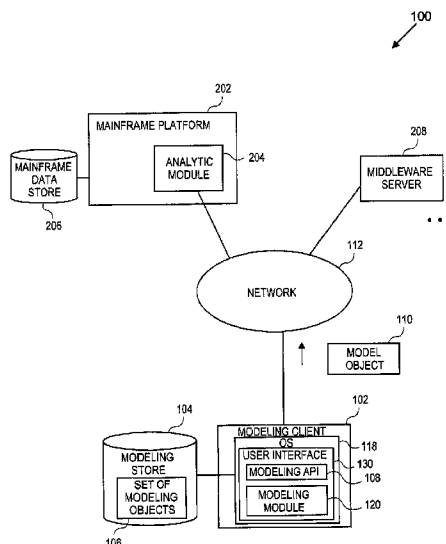 100
202
MAINFRAME PLATFORM
ANALYTIC
MODULE
204
MAINFRAME
DATA
STORE
206
208
MIDDLEWARE
SERVER
112
NETWORK
110
MODEL
OBJECT
104
102
MODELING CLIENT
OS
118
USER INTERFACE
130
MODELING API
108
MODELING
MODULE
120
MODELING
STORE
SET OF
MODELING
OBJECTS
106